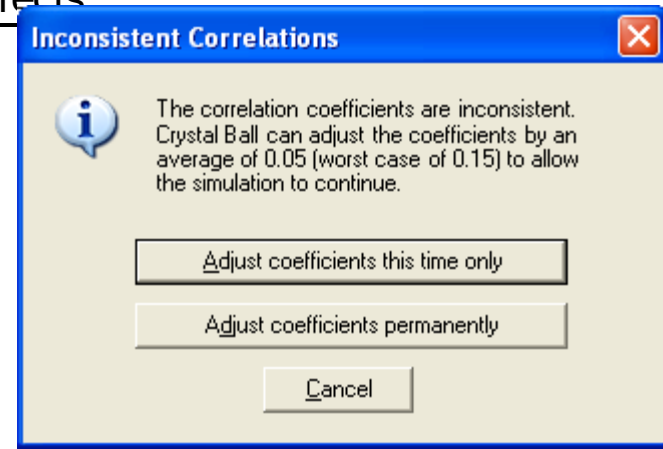 Inconsistent Correlations
The correlation coefficients are inconsistent.
Crystal Ball can adjust the coefficients by an
average of 0.05 (worst case of 0.15) to allow
the simulation to continue.
Adjust coefficients this time only
Adjust coefficients permanently
Cancel